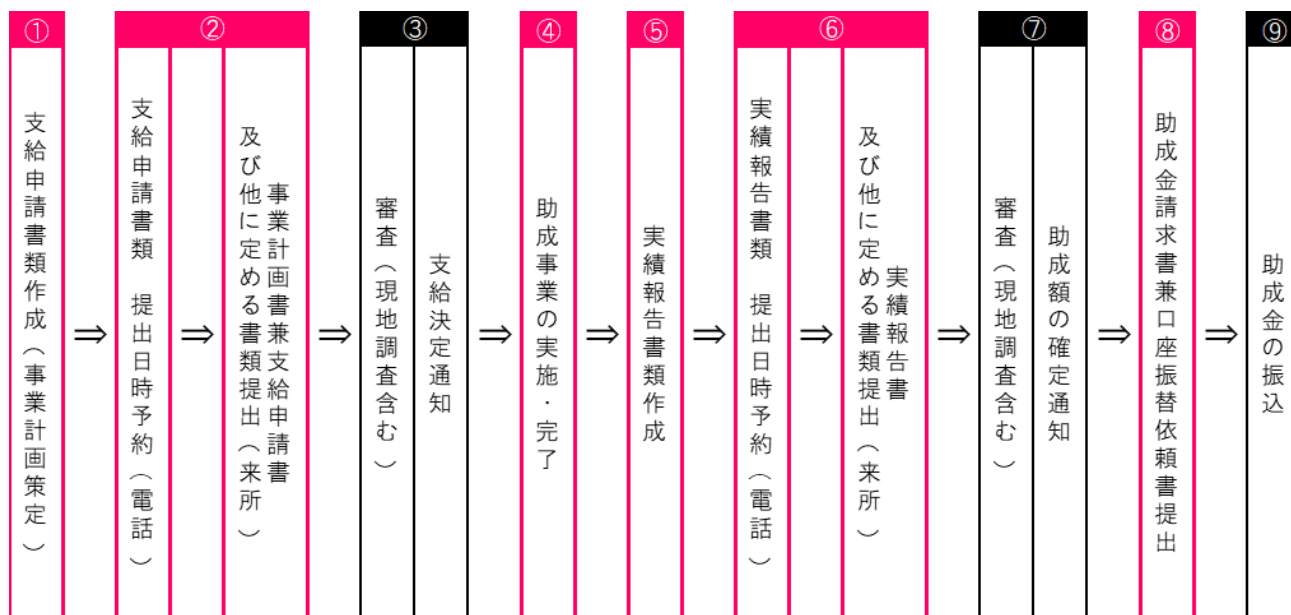 ①
支給申請書類作成（事業計画策定）
⇒
②
支給申請書類　提出日時予約（電話）
⇒
事業計画書兼支給申請書
及び他に定める書類提出（来所）
⇒
③
審査（現地調査含む）
支給決定通知
⇒
④
助成事業の実施・完了
⇒
⑤
実績報告書類作成
⇒
⑥
実績報告書類　提出日時予約（電話）
⇒
実績報告書
及び他に定める書類提出（来所）
⇒
⑦
審査（現地調査含む）
助成額の確定通知
⇒
⑧
助成金請求書兼口座振替依頼書提出
⇒
⑨
助成金の振込